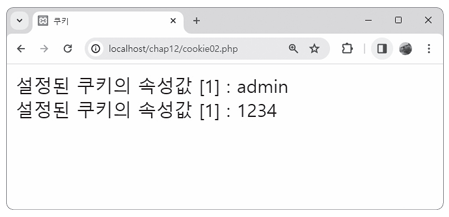 쿠키
localhost/chap12/cookie02.php
설정된 쿠키의 속성값 [1] : admin
설정된 쿠키의 속성값 [1] : 1234